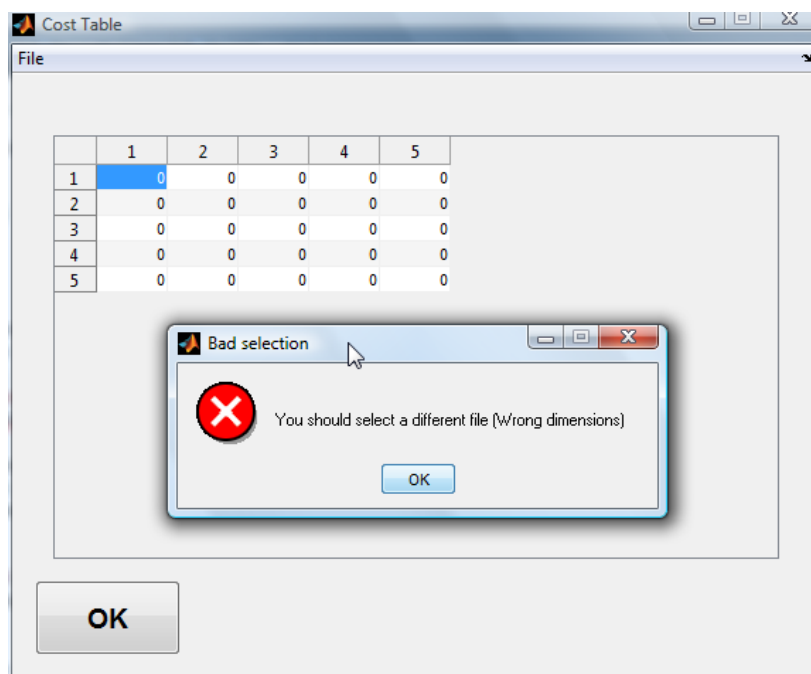 Cost Table
File
1 2 3 4 5
1 0 0 0 0 0
2 0 0 0 0 0
3 0 0 0 0 0
4 0 0 0 0 0
5 0 0 0 0 0
Bad selection
You should select a different file (Wrong dimensions)
OK
OK